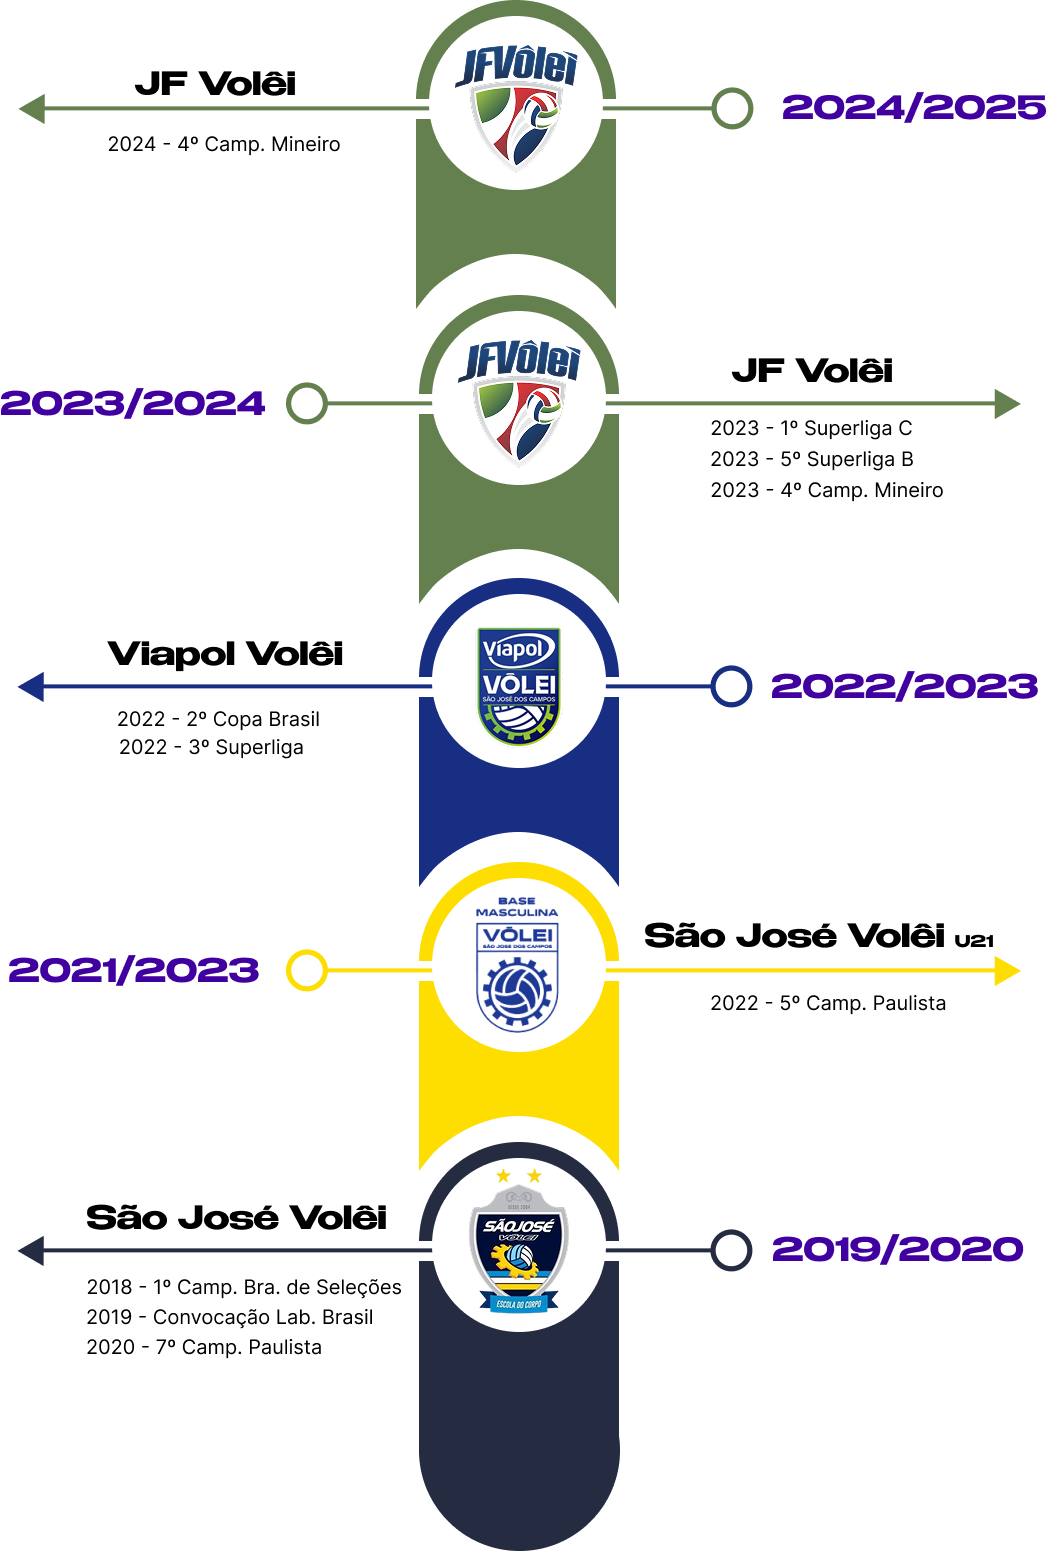 JFVôlei
JF Volêi
2024/2025
2024 - 4º Camp. Mineiro
JFVôlei
JF Volêi
2023/2024
2023 - 1º Superliga C
2023 - 5º Superliga B
2023 - 4º Camp. Mineiro
Viapol
VÔLEI
SÃO JOSÉ DOS CAMPOS
Viapol Volêi
2022/2023
2022 - 2º Copa Brasil
2022 - 3º Superliga
BASE
MASCULINA
VÔLEI
SÃO JOSÉ DOS CAMPOS
São José Volêi U21
2021/2023
2022 - 5º Camp. Paulista
DESDE 2004
SÃOJOSÉ
VÔLEI
ESCOLA DO CORPO
São José Volêi
2019/2020
2018 - 1º Camp. Bra. de Seleções
2019 - Convocação Lab. Brasil
2020 - 7º Camp. Paulista